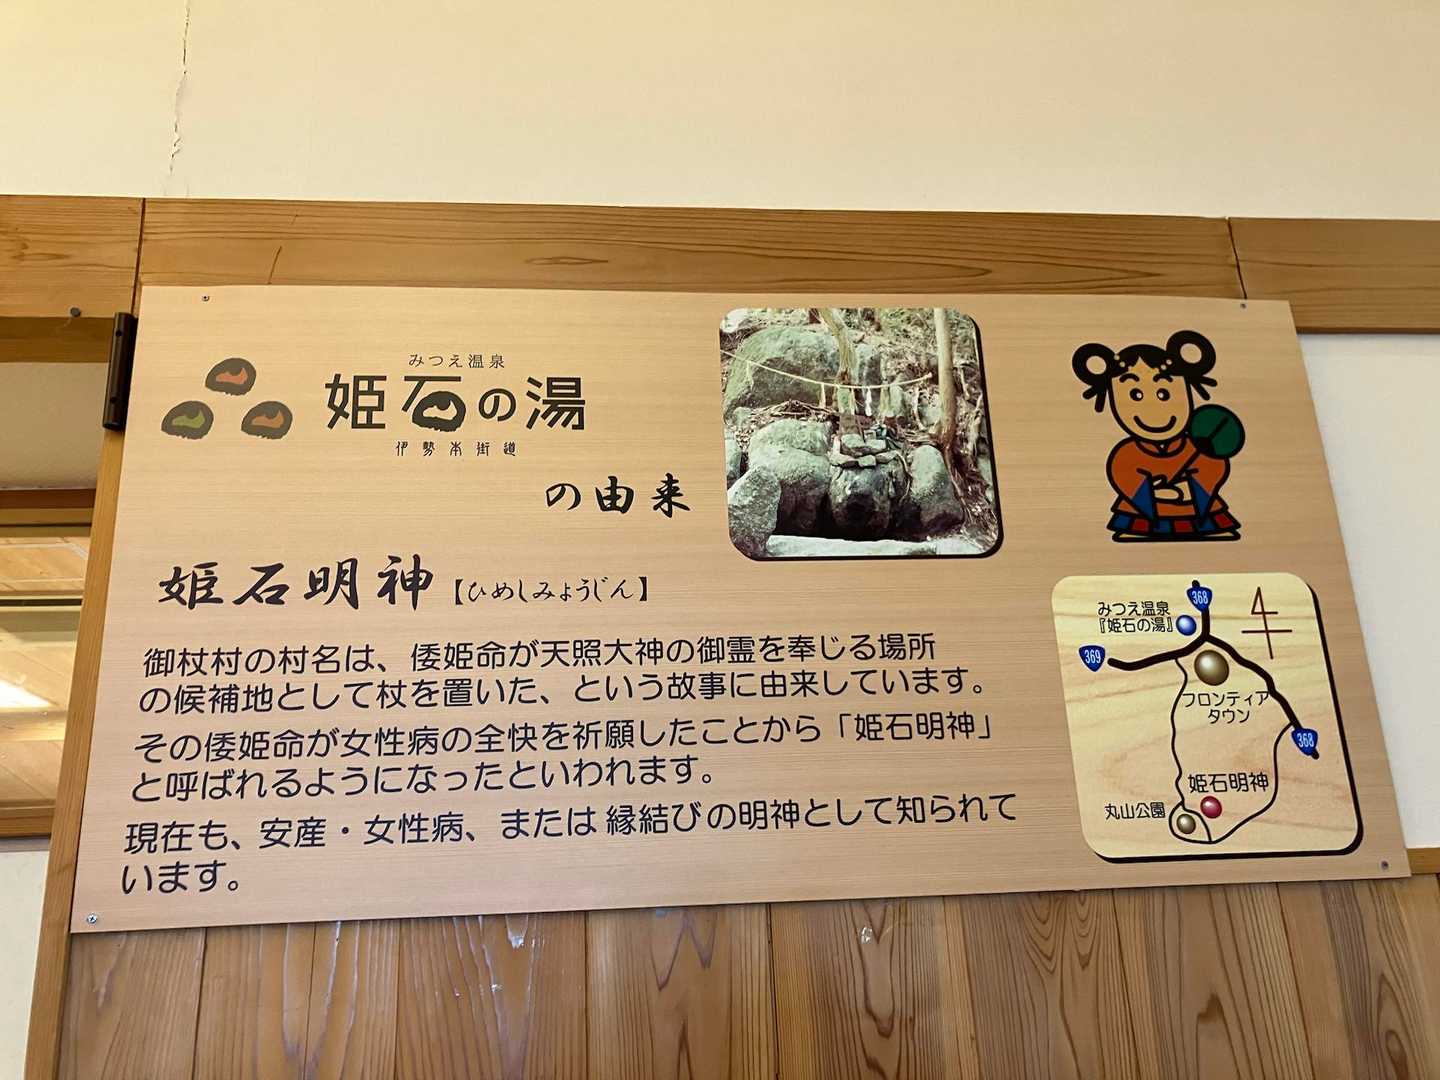 みつえ温泉
姫石の湯
伊勢本街道
の由来
姫石明神【ひめしみょうじん】
御杖村の村名は、倭姫命が天照大神の御霊を奉じる場所
の候補地として杖を置いた、という故事に由来しています。
その倭姫命が女性病の全快を祈願したことから「姫石明神」
と呼ばれるようになったといわれます。
現在も、安産・女性病、または縁結びの明神として知られて
います。
368
みつえ温泉
『姫石の湯』
369
フロンティア
タウン
368
姫石明神
丸山公園